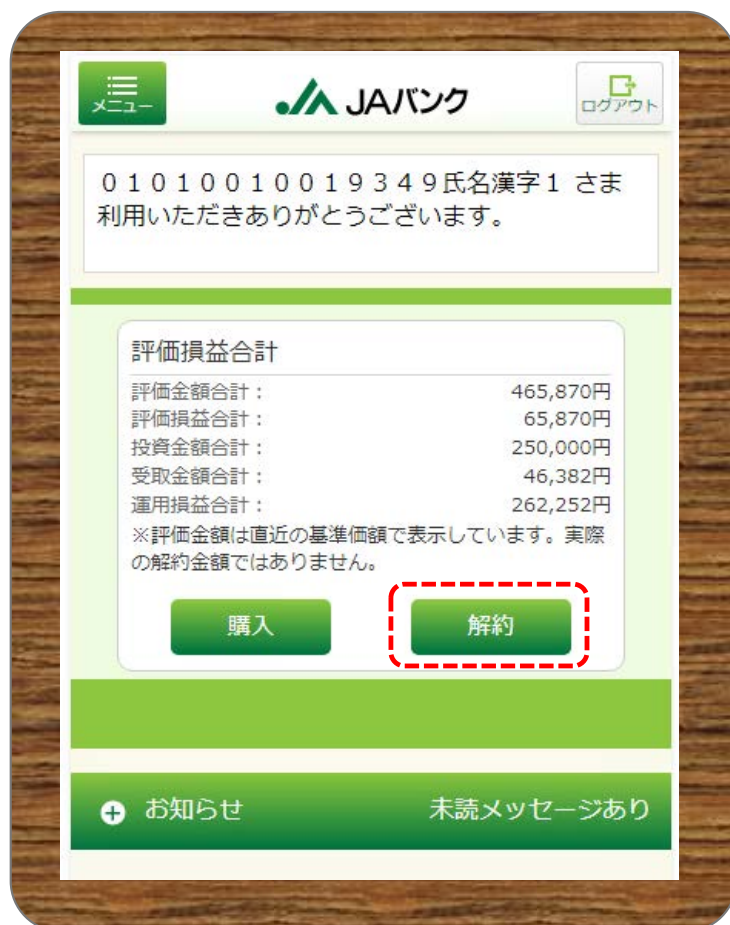 メニュー
JAバンク
ログアウト
01010010019349氏名漢字1 さま
利用いただきありがとうございます。
評価損益合計
評価金額合計： 465,870円
評価損益合計： 65,870円
投資金額合計： 250,000円
受取金額合計： 46,382円
運用損益合計： 262,252円
※評価金額は直近の基準価額で表示しています。実際
の解約金額ではありません。
購入
解約
お知らせ
未読メッセージあり